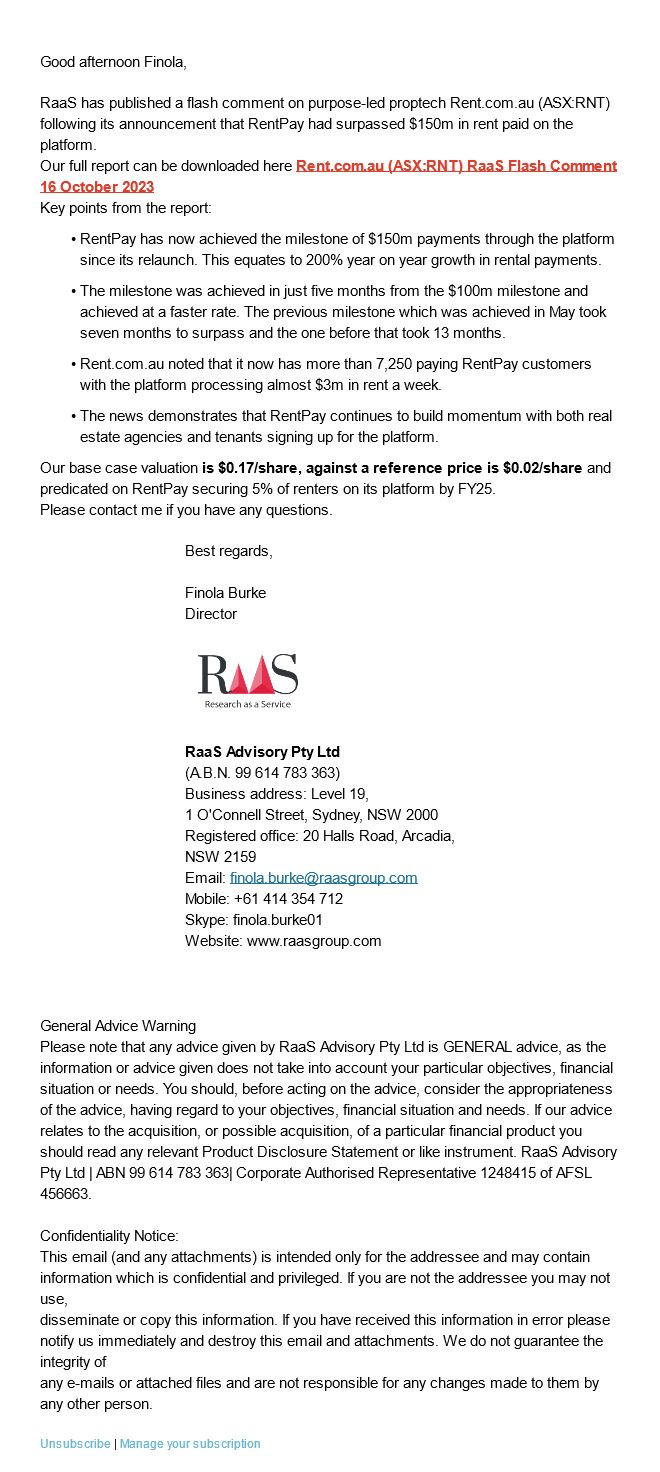 Good afternoon Finola,
RaaS has published a flash comment on purpose-led proptech Rent.com.au (ASX:RNT)
following its announcement that RentPay had surpassed $150m in rent paid on the
platform.
Our full report can be downloaded here Rent.com.au (ASX:RNT) RaaS Flash Comment
16 October 2023
Key points from the report:
• RentPay has now achieved the milestone of $150m payments through the platform
since its relaunch. This equates to 200% year on year growth in rental payments.
• The milestone was achieved in just five months from the $100m milestone and
achieved at a faster rate. The previous milestone which was achieved in May took
seven months to surpass and the one before that took 13 months.
• Rent.com.au noted that it now has more than 7,250 paying RentPay customers
with the platform processing almost $3m in rent a week.
• The news demonstrates that RentPay continues to build momentum with both real
estate agencies and tenants signing up for the platform.
Our base case valuation is $0.17/share, against a reference price is $0.02/share and
predicated on RentPay securing 5% of renters on its platform by FY25.
Please contact me if you have any questions.
Best regards,
Finola Burke
Director
RaaS
Research as a Service
RaaS Advisory Pty Ltd
(A.B.N. 99 614 783 363)
Business address: Level 19,
1 O'Connell Street, Sydney, NSW 2000
Registered office: 20 Halls Road, Arcadia,
NSW 2159
Email: finola.burke@raasgroup.com
Mobile: +61 414 354 712
Skype: finola.burke01
Website: www.raasgroup.com
General Advice Warning
Please note that any advice given by RaaS Advisory Pty Ltd is GENERAL advice, as the
information or advice given does not take into account your particular objectives, financial
situation or needs. You should, before acting on the advice, consider the appropriateness
of the advice, having regard to your objectives, financial situation and needs. If our advice
relates to the acquisition, or possible acquisition, of a particular financial product you
should read any relevant Product Disclosure Statement or like instrument. RaaS Advisory
Pty Ltd | ABN 99 614 783 363| Corporate Authorised Representative 1248415 of AFSL
456663.
Confidentiality Notice:
This email (and any attachments) is intended only for the addressee and may contain
information which is confidential and privileged. If you are not the addressee you may not
use,
disseminate or copy this information. If you have received this information in error please
notify us immediately and destroy this email and attachments. We do not guarantee the
integrity of
any e-mails or attached files and are not responsible for any changes made to them by
any other person.
Unsubscribe | Manage your subscription